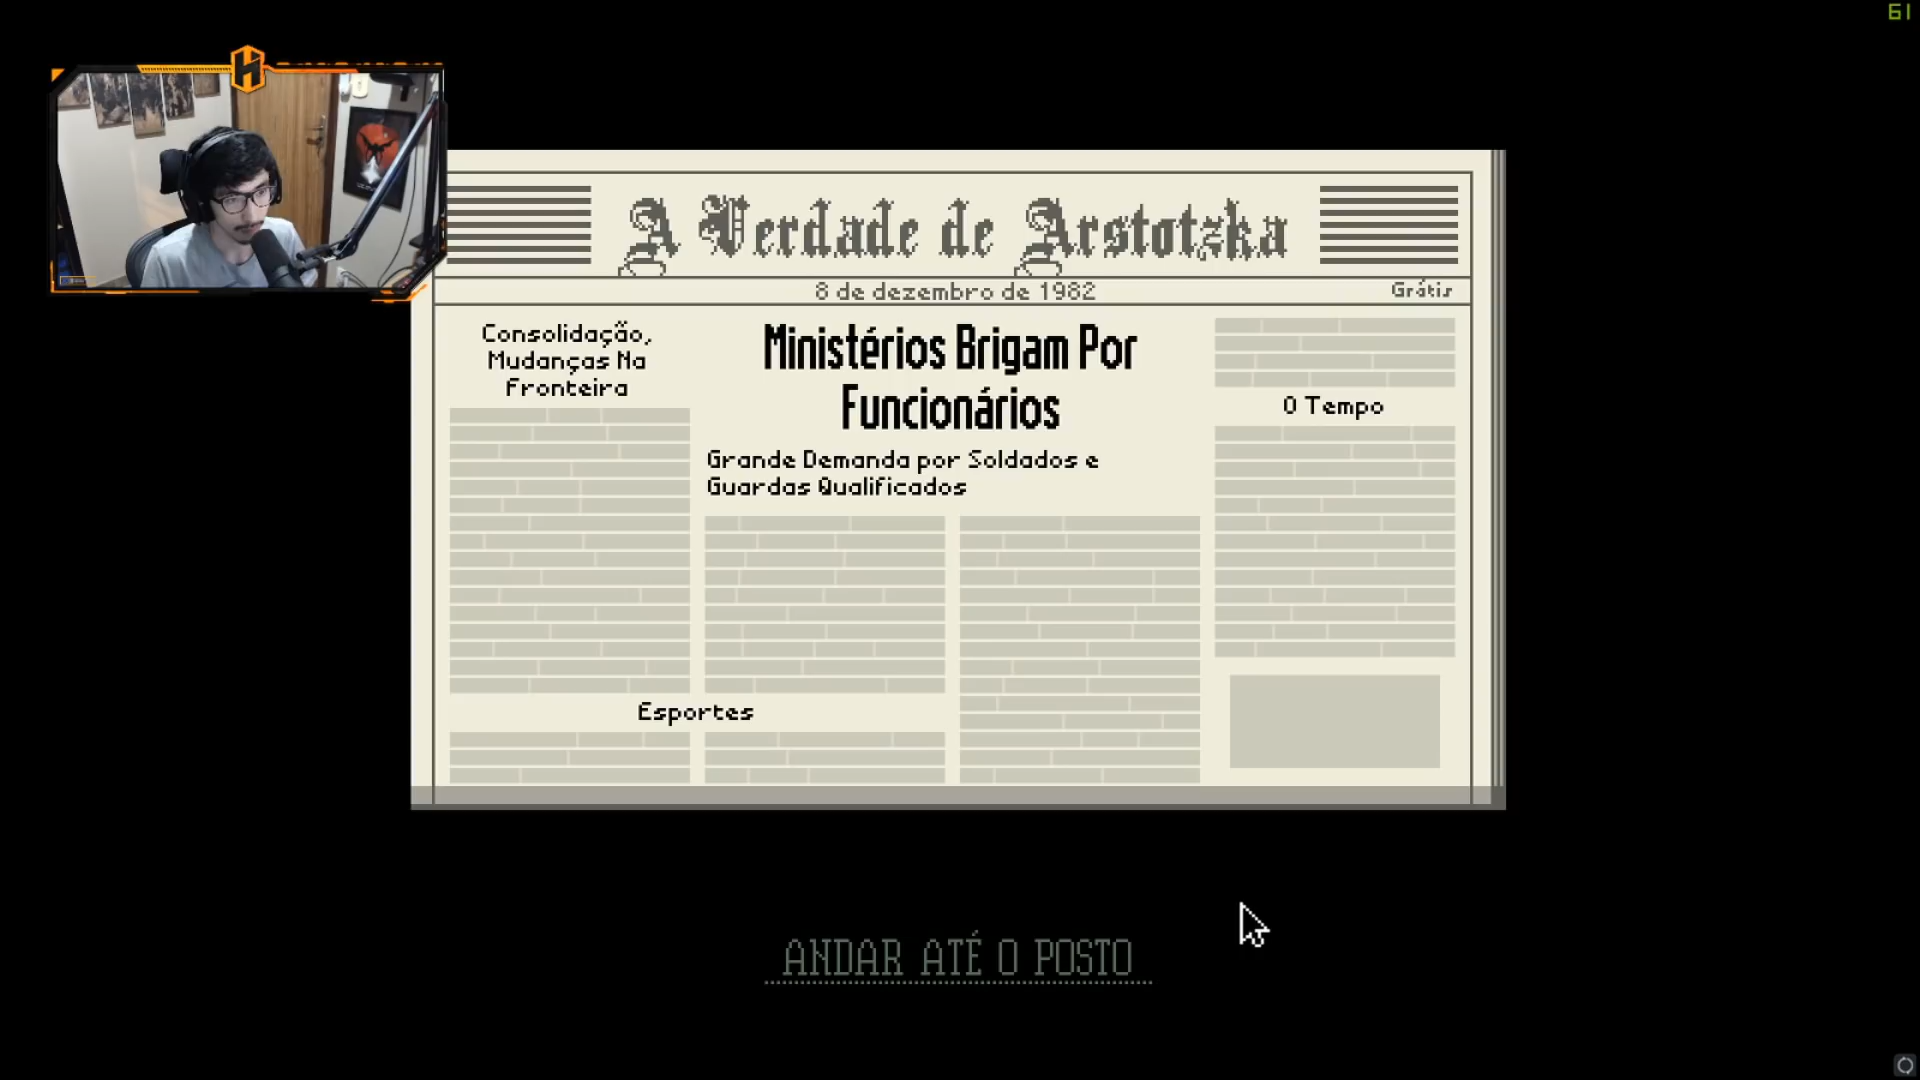 61
H
A Verdade de Arstotzka
8 de dezembro de 1982
Grátis
Consolidação,
Mudanças Na
Fronteira
Ministérios Brigam Por
Funcionários
Grande Demanda por Soldados e
Guardas Qualificados
O Tempo
Esportes
ANDAR ATÉ O POSTO